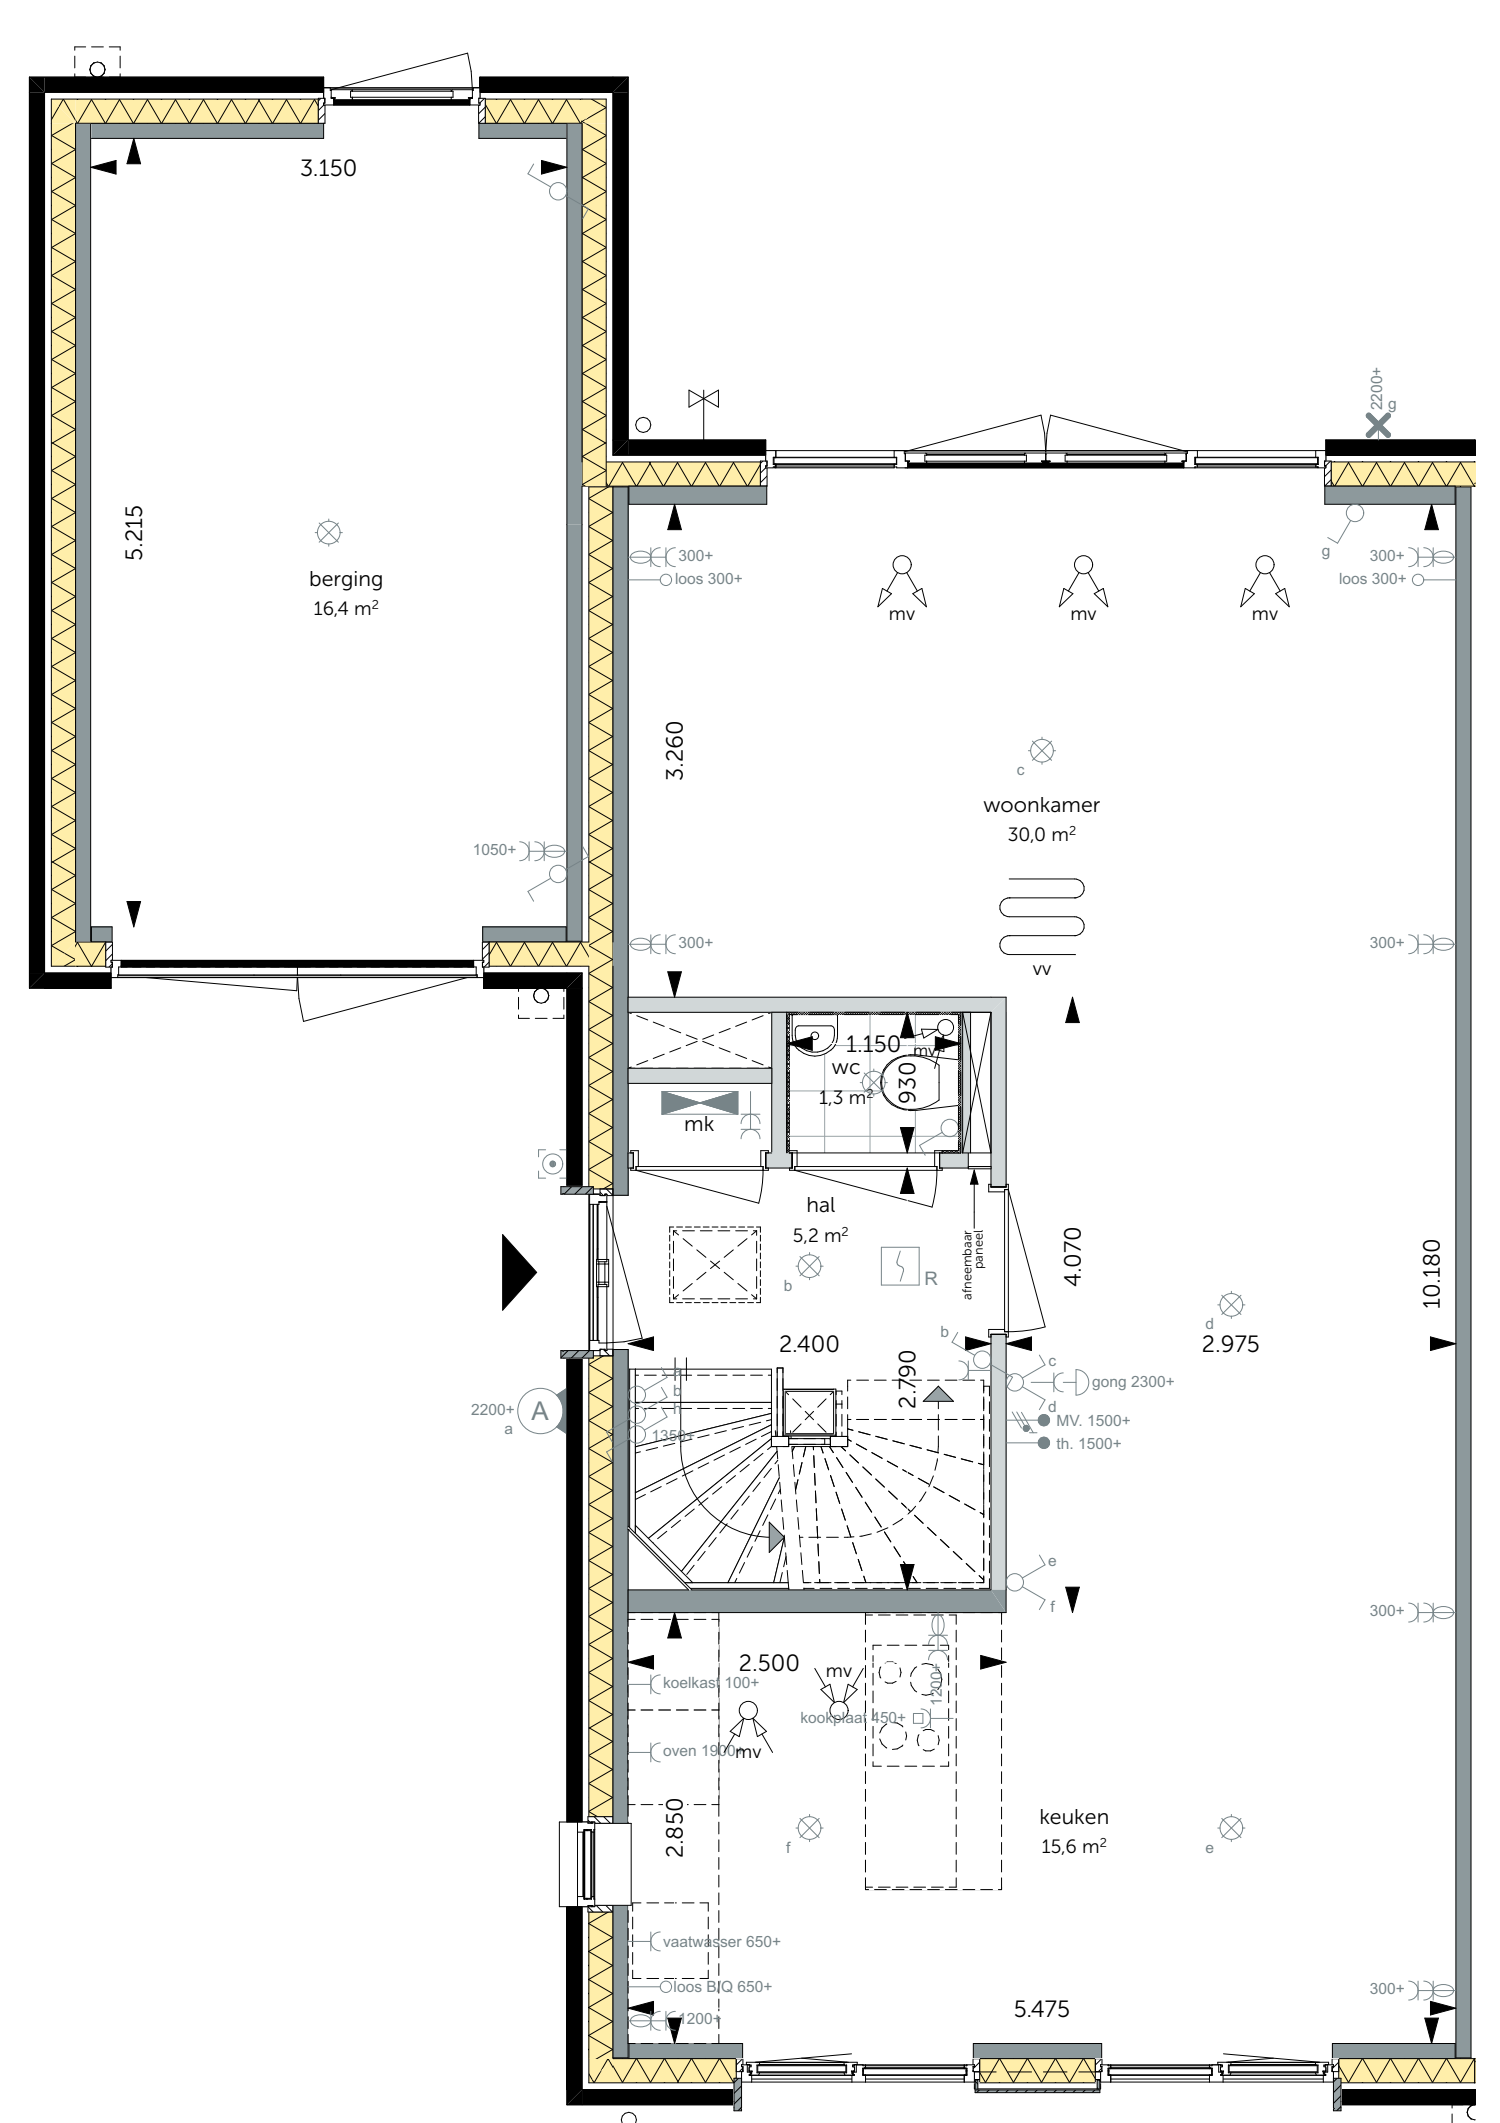 3.150
2200+
g
5.215
berging
16,4 m²
300+
loos 300+
g
300+
loos 300+
mv
mv
mv
3.260
c
woonkamer
30,0 m²
1050+
300+
300+
vv
1.150
mv
wc
1,3 m²
930
mk
hal
5,2 m²
b
R
afneembaar
paneel
4.070
10.180
d
2.400
2.975
b
c
gong 2300+
d
MV. 1500+
th. 1500+
2.790
2200+
A
a
h
b
h
1350+
e
f
300+
2.500
koelkast 100+
mv
1200+
kookplaat 450+
oven 1900+
mv
2.850
f
keuken
15,6 m²
e
vaatwasser 650+
loos BIQ 650+
300+
1200+
5.475